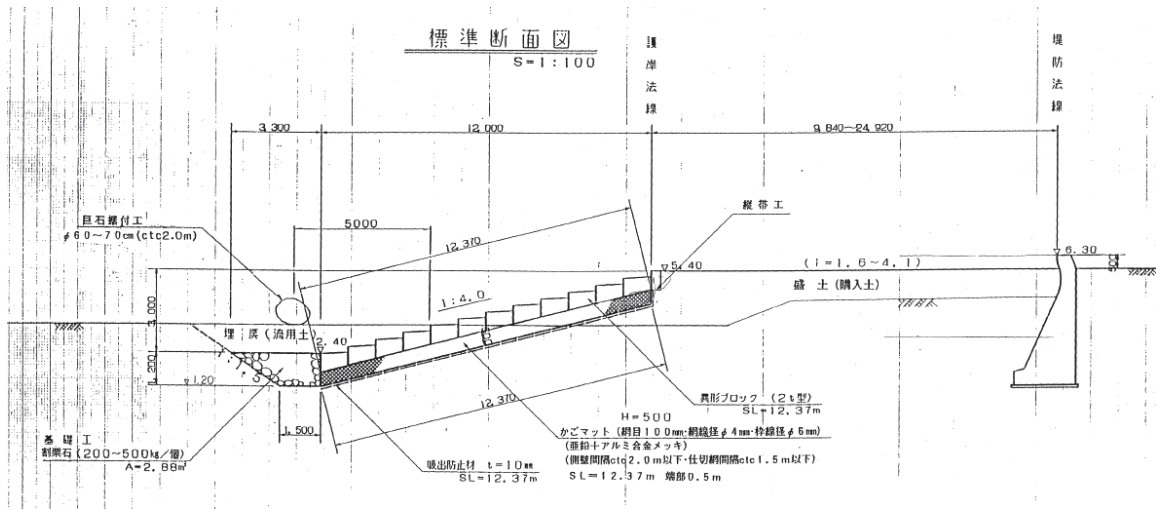 標準断面図
S=1:100
護岸法線
堤防法線
3,300
12,000
9,840~24,920
巨石据付工
φ60~70cm(ctc2.0m)
5000
12,370
縦帯工
5.40
6.30
500
(i=1.6~4.1)
盛土(購入土)
1:4.0
3,000
埋戻(流用土)
2.40
500
1,200
1.20
12,370
1,500
異形ブロック (2t型)
SL=12.37m
H=500
かごマット(網目100mm・網線径φ4mm・枠線径φ6mm)
(亜鉛+アルミ合金メッキ)
(側壁間隔ctc2.0m以下・仕切網間隔ctc1.5m以下)
SL=12.37m 端部0.5m
基礎工
割栗石(200~500kg/個)
A=2.88㎡
吸出防止材 t=10mm
SL=12.37m